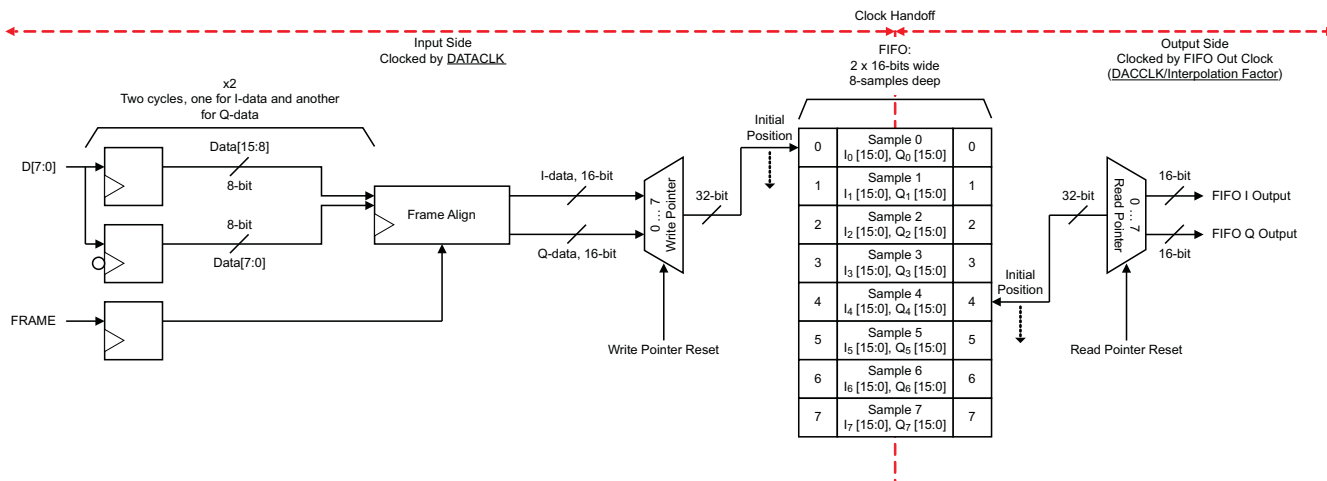 Clock Handoff
Input Side
Clocked by DATACLK
FIFO:
2 x 16-bits wide
8-samples deep
Output Side
Clocked by FIFO Out Clock
(DACCLK/Interpolation Factor)
x2
Two cycles, one for I-data and another
for Q-data
D[7:0]
Data[15:8]
8-bit
8-bit
Data[7:0]
FRAME
Frame Align
I-data, 16-bit
Q-data, 16-bit
0 … 7
Write Pointer
Write Pointer Reset
32-bit
Initial
Position
0 Sample 0 0
I0 [15:0], Q0 [15:0]
1 Sample 1 1
I1 [15:0], Q1 [15:0]
2 Sample 2 2
I2 [15:0], Q2 [15:0]
3 Sample 3 3
I3 [15:0], Q3 [15:0]
4 Sample 4 4
I4 [15:0], Q4 [15:0]
5 Sample 5 5
I5 [15:0], Q5 [15:0]
6 Sample 6 6
I6 [15:0], Q6 [15:0]
7 Sample 7 7
I7 [15:0], Q7 [15:0]
Initial
Position
32-bit
Read Pointer
0 … 7
Read Pointer Reset
16-bit
FIFO I Output
FIFO Q Output
16-bit